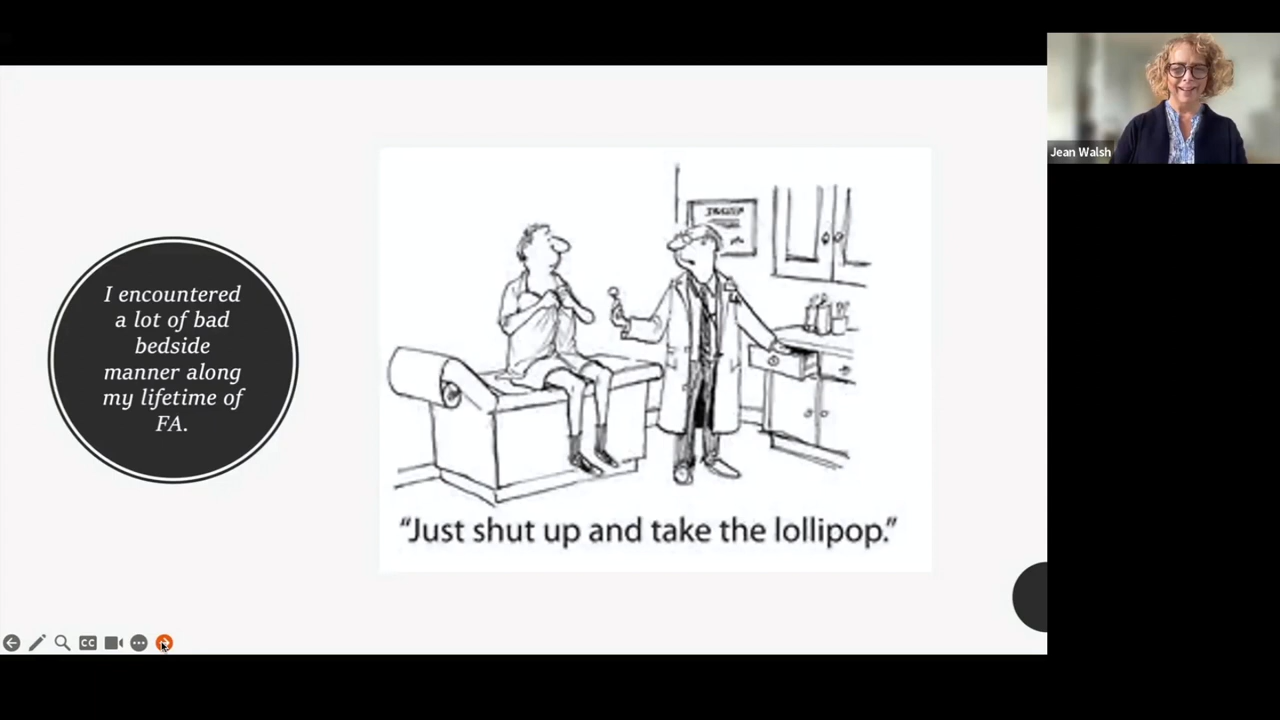 I encountered
a lot of bad
bedside
manner along
my lifetime of
FA.
“Just shut up and take the lollipop.”
Jean Walsh
CC